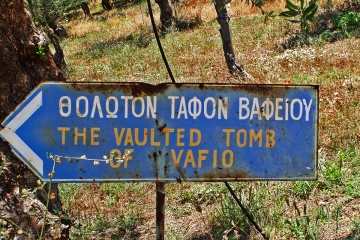 ΘΟΛΩΤΟΝ ΤΑΦΟΝ ΒΑΦΕΙΟΥ
THE VAULTED TOMB
OF VAFIO